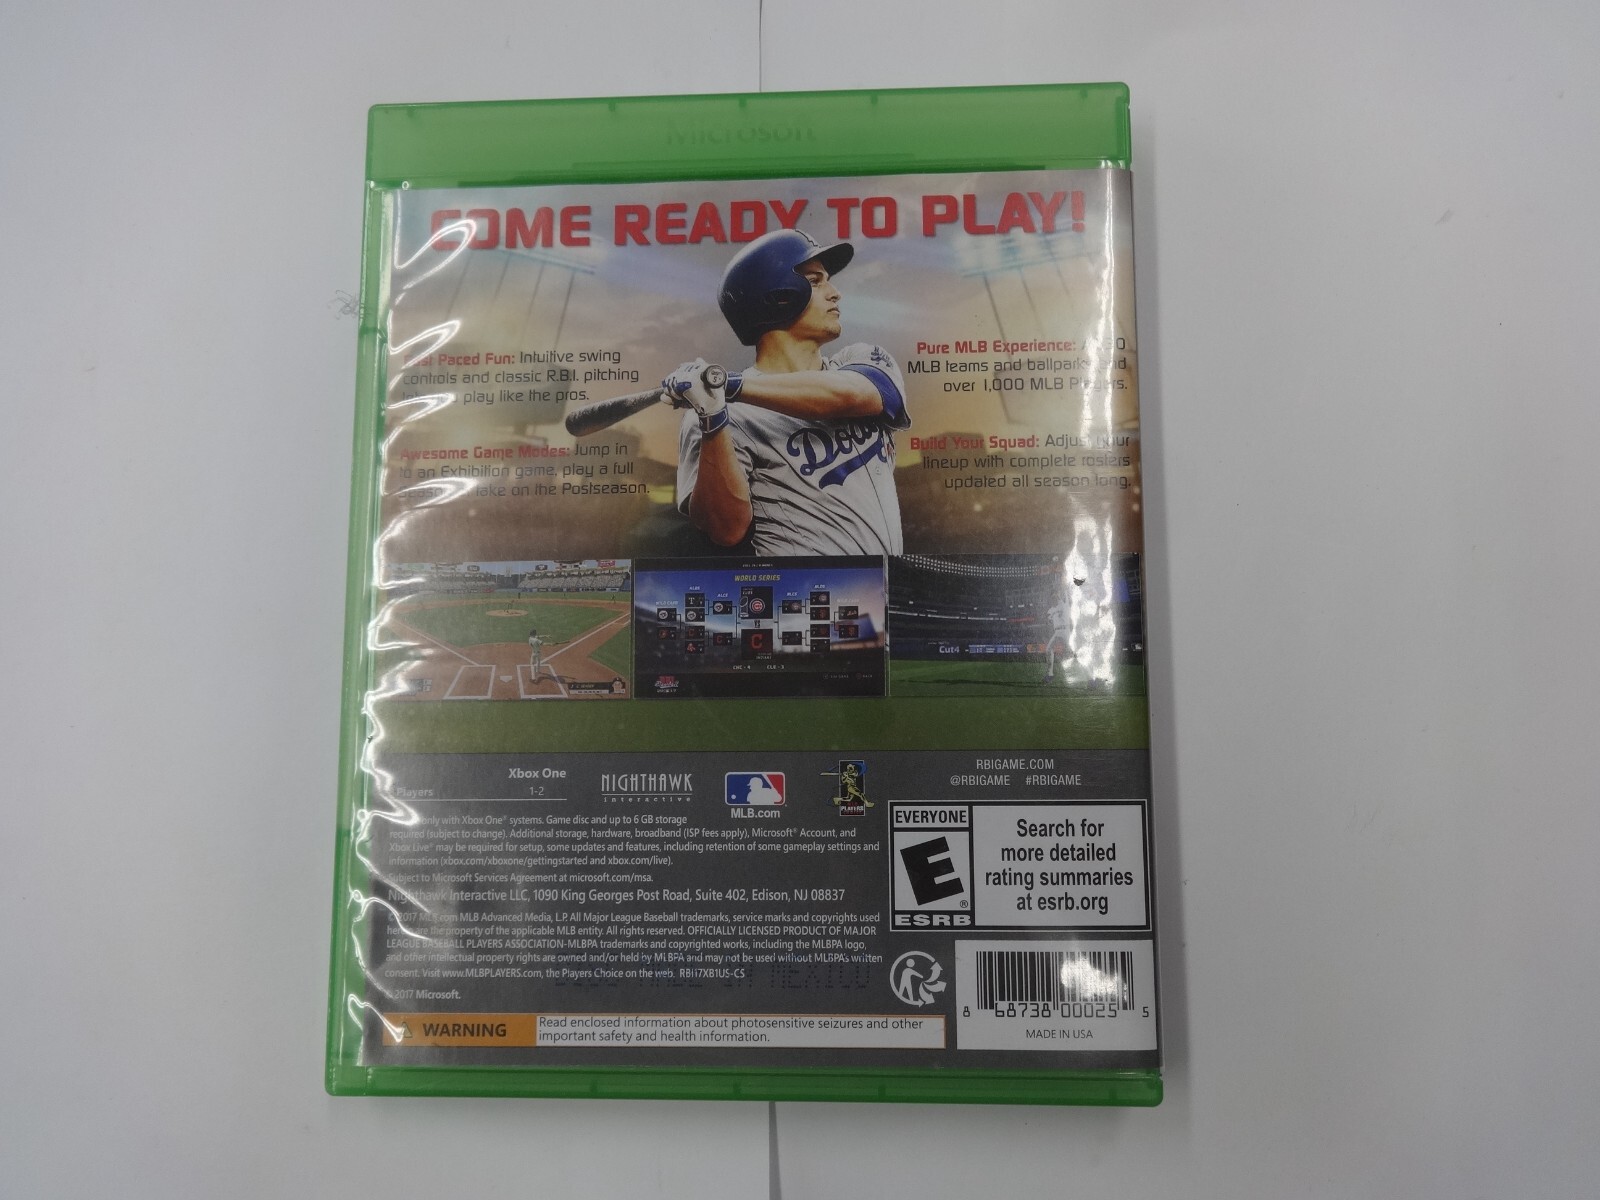 Microsoft
COME READY TO PLAY!
Paced Fun: Intuitive swing
controls and classic R.B.I. pitching
play like the pros.
Awesome Game Modes: Jump in
to an Exhibition game, play a full
take on the Postseason.
Pure MLB Experience:
MLB teams and ballparks and
over 1,000 MLB Players.
Build Your Squad: Adjust your
lineup with complete rosters
updated all season long.
Dod
WORLD SERIES
ALDS
ALCS
NLCS
NLDS
CHC - 4 CLE - 3
Cut4
Xbox One
Players 1-2
NIGHTHAWK
interactive
MLB.com
PLAYERS
RBIGAME.COM
@RBIGAME #RBIGAME
only with Xbox One® systems. Game disc and up to 6 GB storage
required (subject to change). Additional storage, hardware, broadband (ISP fees apply), Microsoft® Account, and
Xbox Live® may be required for setup, some updates and features, including retention of some gameplay settings and
information (xbox.com/xboxone/gettingstarted and xbox.com/live).
Subject to Microsoft Services Agreement at microsoft.com/msa.
Nighthawk Interactive LLC, 1090 King Georges Post Road, Suite 402, Edison, NJ 08837
© 2017 MLB.com MLB Advanced Media, L.P. All Major League Baseball trademarks, service marks and copyrights used
herein are the property of the applicable MLB entity. All rights reserved. OFFICIALLY LICENSED PRODUCT OF MAJOR
LEAGUE BASEBALL PLAYERS ASSOCIATION-MLBPA trademarks and copyrighted works, including the MLBPA logo,
and other intellectual property rights are owned and/or held by MLBPA and may not be used without MLBPA's written
consent. Visit www.MLBPLAYERS.com, the Players Choice on the web. RBI17XB1US-CS
© 2017 Microsoft.
EVERYONE
E
®
ESRB
Search for
more detailed
rating summaries
at esrb.org
8 68738 00025 5
MADE IN USA
WARNING
Read enclosed information about photosensitive seizures and other
important safety and health information.